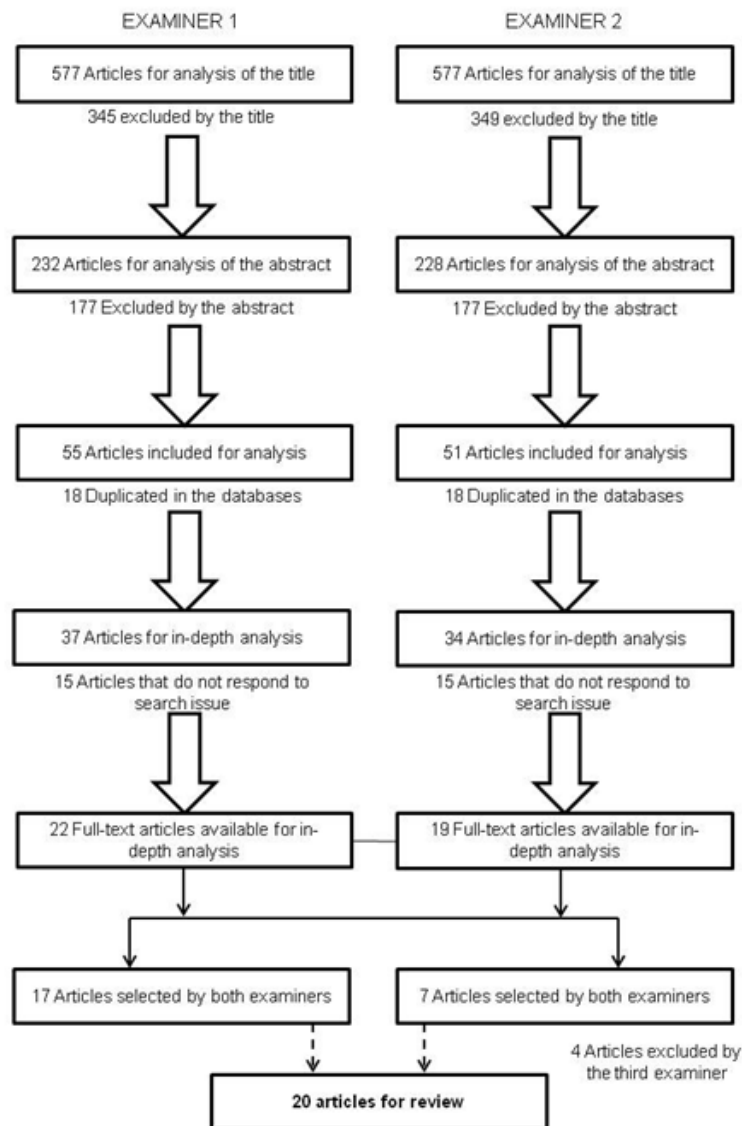 EXAMINER 1
EXAMINER 2
577 Articles for analysis of the title
577 Articles for analysis of the title
345 excluded by the title
349 excluded by the title
232 Articles for analysis of the abstract
228 Articles for analysis of the abstract
177 Excluded by the abstract
177 Excluded by the abstract
55 Articles included for analysis
51 Articles included for analysis
18 Duplicated in the databases
18 Duplicated in the databases
37 Articles for in-depth analysis
34 Articles for in-depth analysis
15 Articles that do not respond to
search issue
15 Articles that do not respond to
search issue
22 Full-text articles available for in-
depth analysis
19 Full-text articles available for in-
depth analysis
17 Articles selected by both examiners
7 Articles selected by both examiners
4 Articles excluded by
the third examiner
20 articles for review